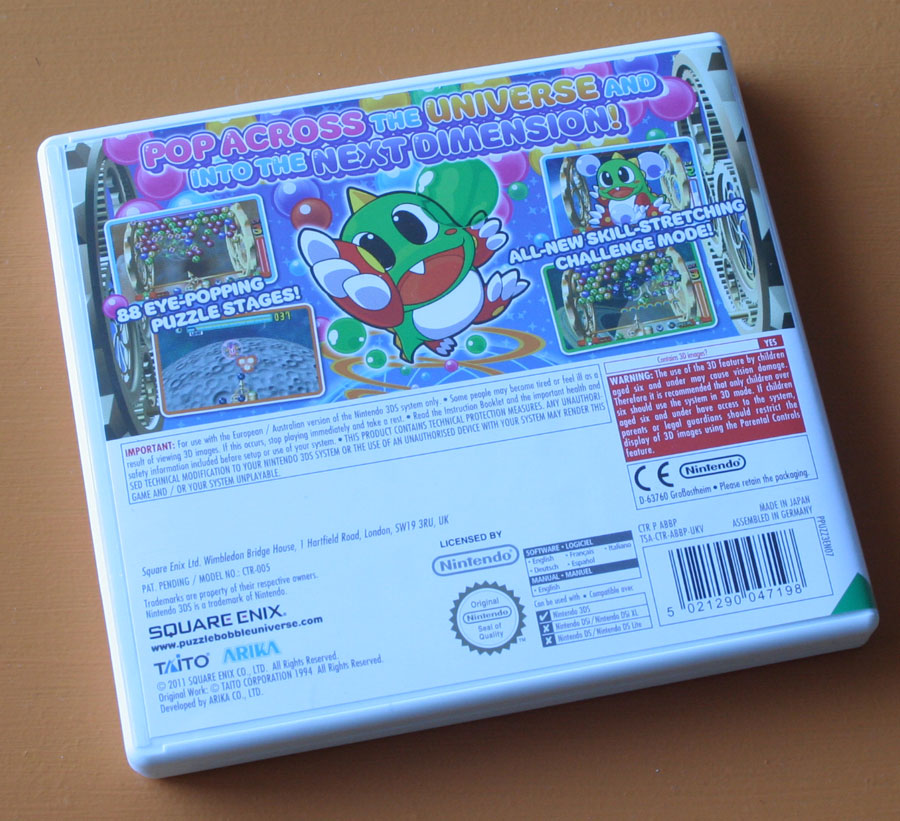 POP ACROSS THE UNIVERSE AND
INTO THE NEXT DIMENSION!
88 EYE-POPPING
PUZZLE STAGES!
037
ALL-NEW SKILL-STRETCHING
CHALLENGE MODE!
IMPORTANT: For use with the European / Australian version of the Nintendo 3DS system only. • Some people may become tired or feel ill as a
result of viewing 3D images. If this occurs, stop playing immediately and take a rest. • Read the Instruction Booklet and the important health and
safety information included before setup or use of your system. • THIS PRODUCT CONTAINS TECHNICAL PROTECTION MEASURES. ANY UNAUTHORI-
SED TECHNICAL MODIFICATION TO YOUR NINTENDO 3DS SYSTEM OR THE USE OF AN UNAUTHORISED DEVICE WITH YOUR SYSTEM MAY RENDER THIS
GAME AND / OR YOUR SYSTEM UNPLAYABLE.
Contains 3D images? YES
WARNING: The use of the 3D feature by children
aged six and under may cause vision damage.
Therefore it is recommended that only children over
six should use the system in 3D mode. If children
aged six and under have access to the system,
parents or legal guardians should restrict the
display of 3D images using the Parental Controls
feature.
CE Nintendo
D-63760 Großostheim • Please retain the packaging.
Square Enix Ltd. Wimbledon Bridge House, 1 Hartfield Road, London, SW19 3RU, UK
PAT. PENDING / MODEL NO.: CTR-005
Trademarks are property of their respective owners.
Nintendo 3DS is a trademark of Nintendo.
SQUARE ENIX.
www.puzzlebobbleuniverse.com
TAITO ARIKA
© 2011 SQUARE ENIX CO., LTD. All Rights Reserved.
Original Work: © TAITO CORPORATION 1994 All Rights Reserved.
Developed by ARIKA CO., LTD.
LICENSED BY
Nintendo
Original
Nintendo
Seal of
Quality
TM
SOFTWARE • LOGICIEL
• English • Français • Italiano
• Deutsch • Español
MANUAL • MANUEL
• English
Can be used with • Compatible avec
Nintendo 3DS
Nintendo DSi / Nintendo DSi XL
Nintendo DS / Nintendo DS Lite
CTR P ABBP
TSA-CTR-ABBP-UKV
MADE IN JAPAN
ASSEMBLED IN GERMANY
5 021290 047198
PPUZZ3EN07